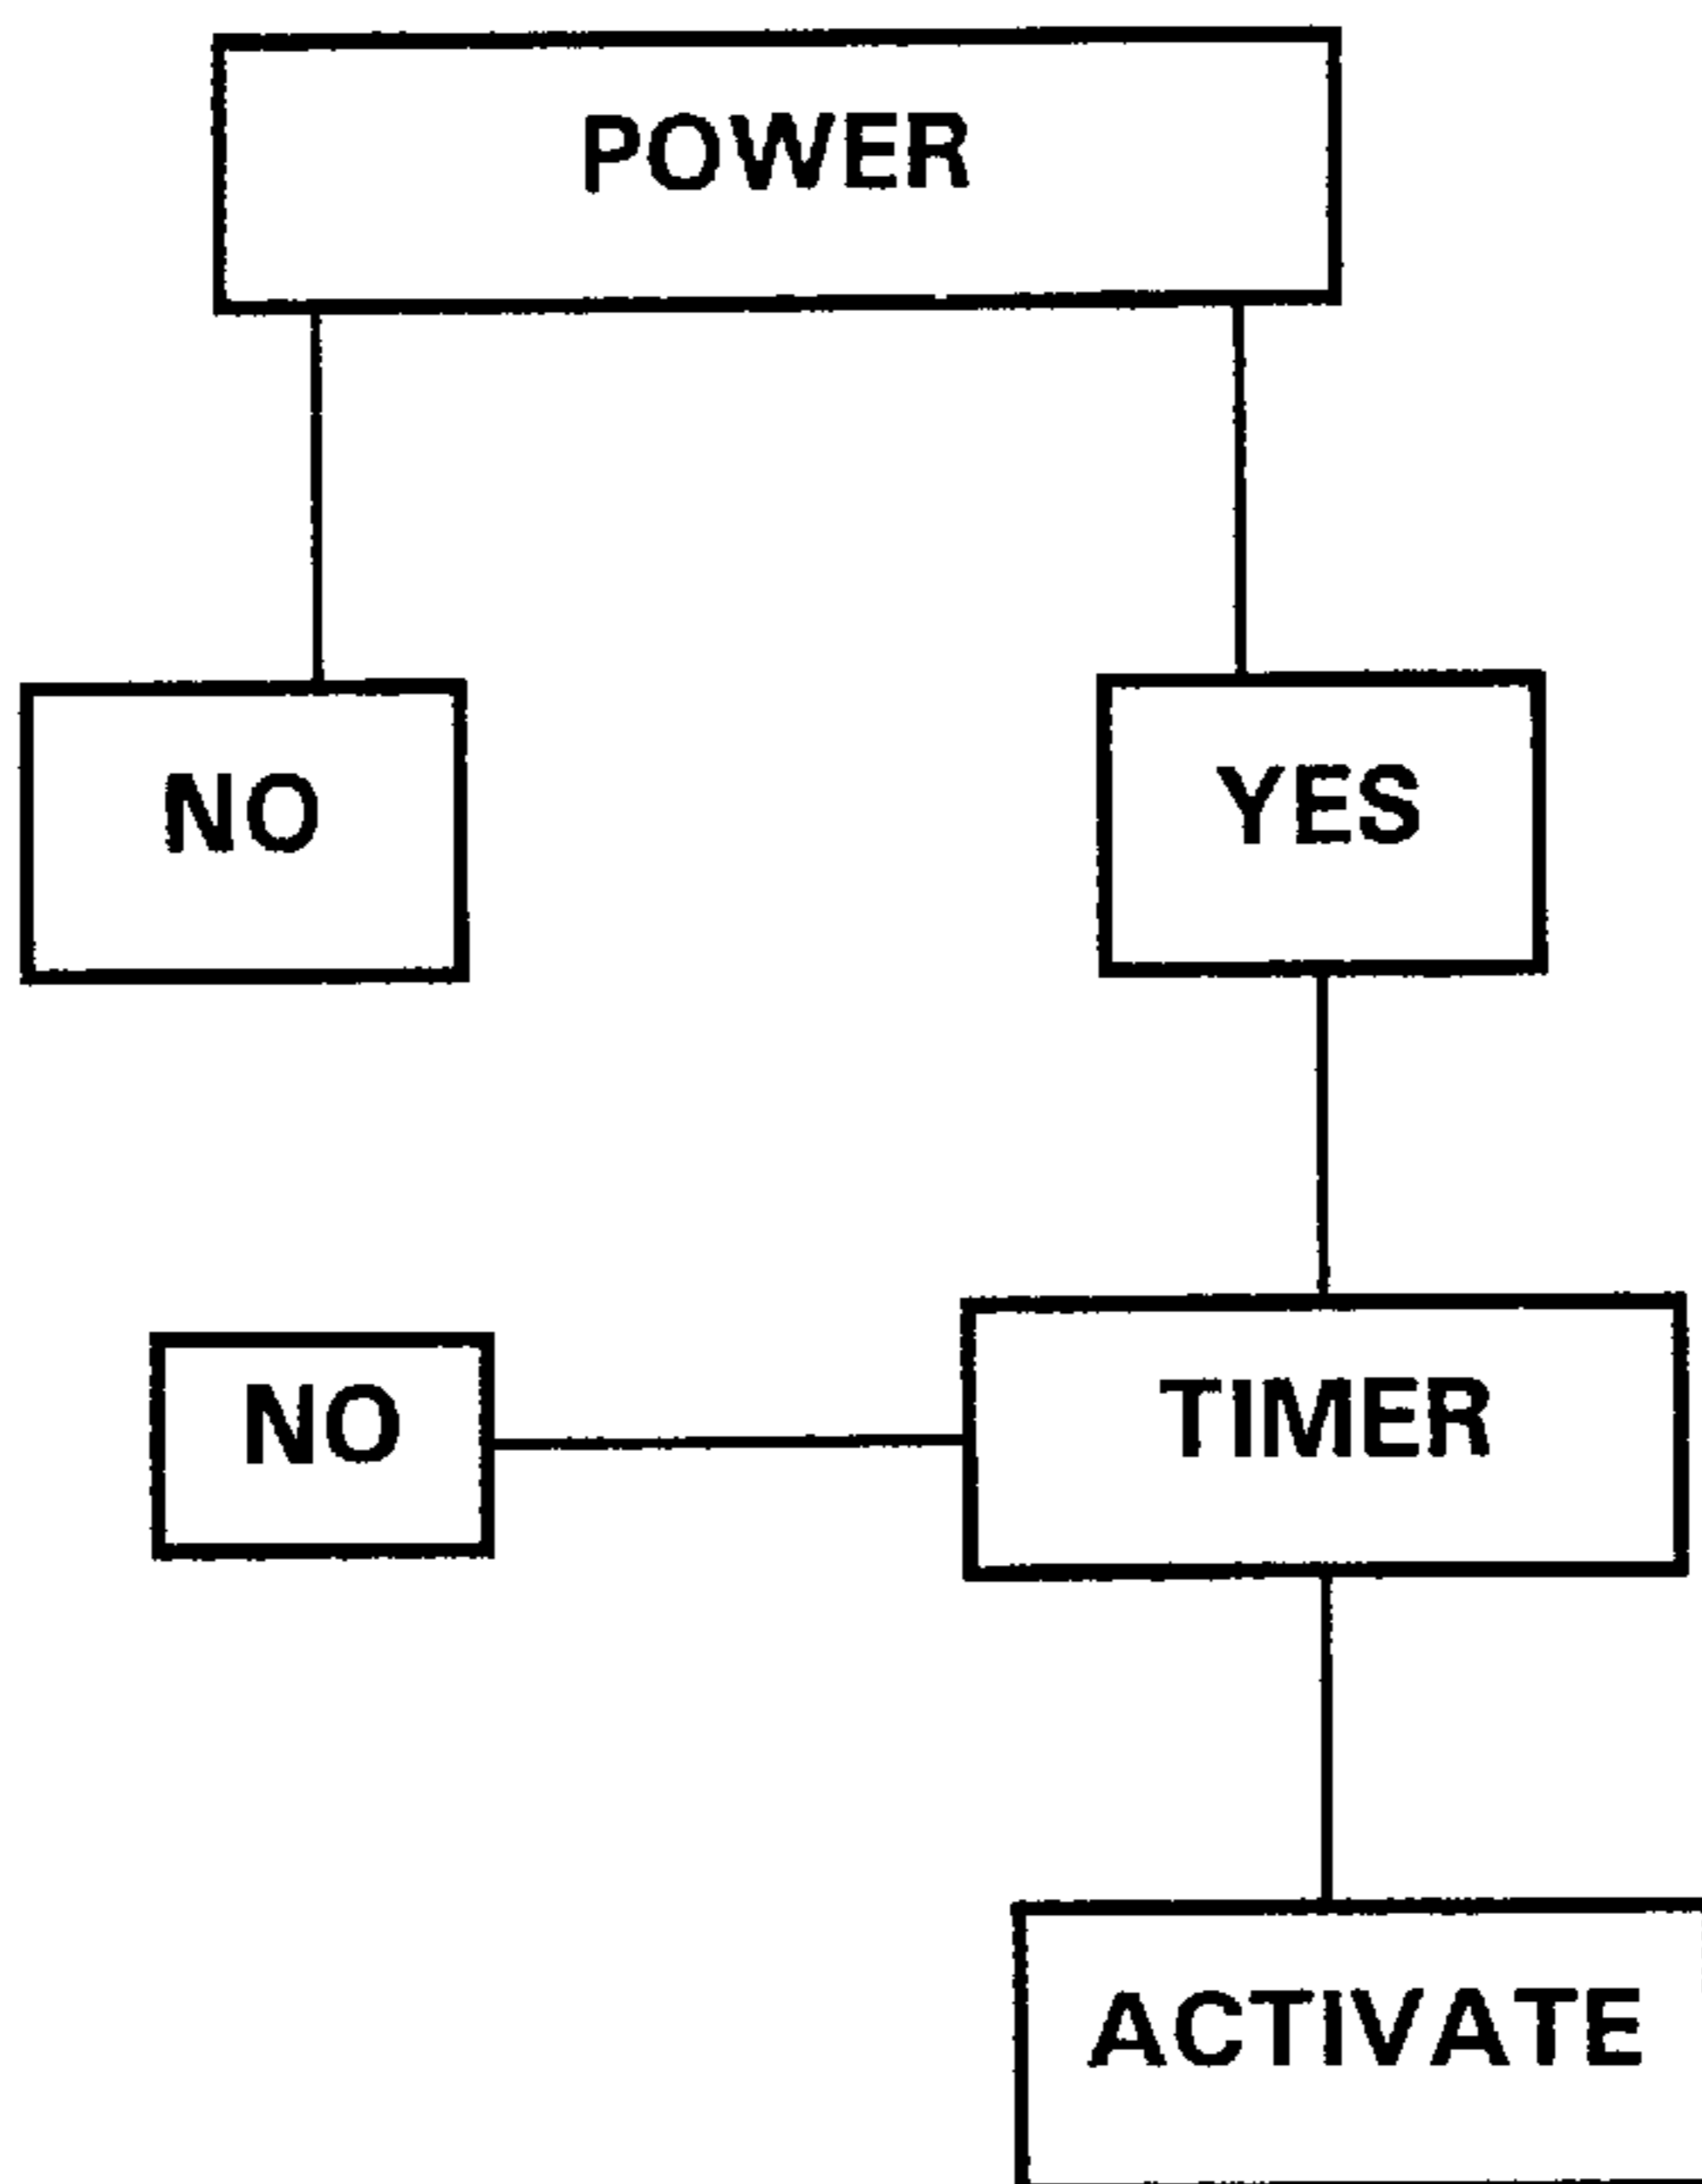 POWER
NO
YES
NO
TIMER
ACTIVATE